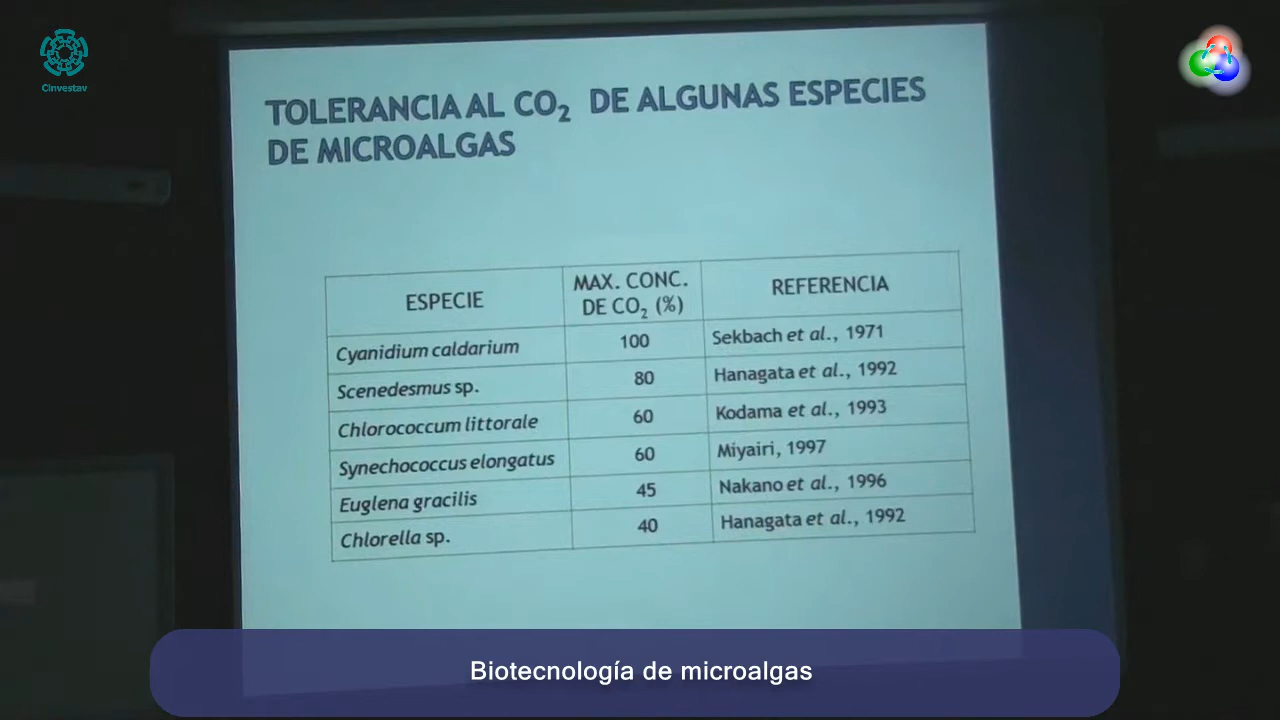 Cinvestav
TOLERANCIA AL CO₂ DE ALGUNAS ESPECIES
DE MICROALGAS
ESPECIE
MAX. CONC.
DE CO₂ (%)
REFERENCIA
Cyanidium caldarium 100 Sekbach et al., 1971
Scenedesmus sp. 80 Hanagata et al., 1992
Chlorococcum littorale 60 Kodama et al., 1993
Synechococcus elongatus 60 Miyairi, 1997
Euglena gracilis 45 Nakano et al., 1996
Chlorella sp. 40 Hanagata et al., 1992
Biotecnología de microalgas